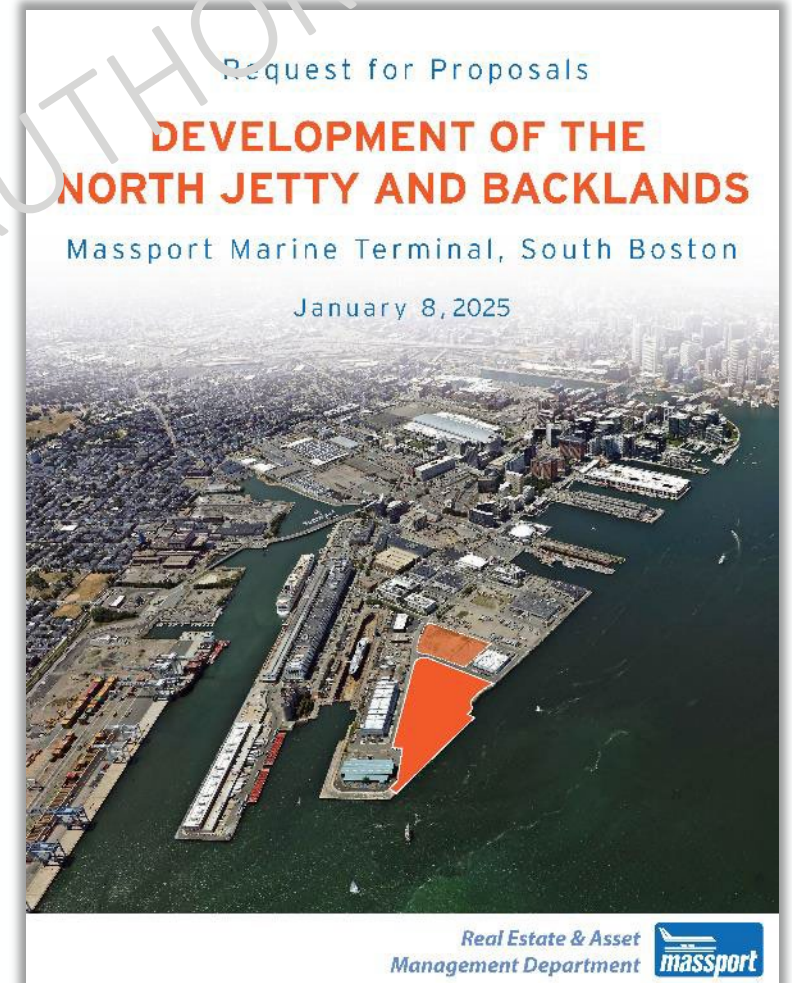 Request for Proposals
DEVELOPMENT OF THE
NORTH JETTY AND BACKLANDS
Massport Marine Terminal, South Boston
January 8, 2025
Real Estate & Asset
Management Department
massport